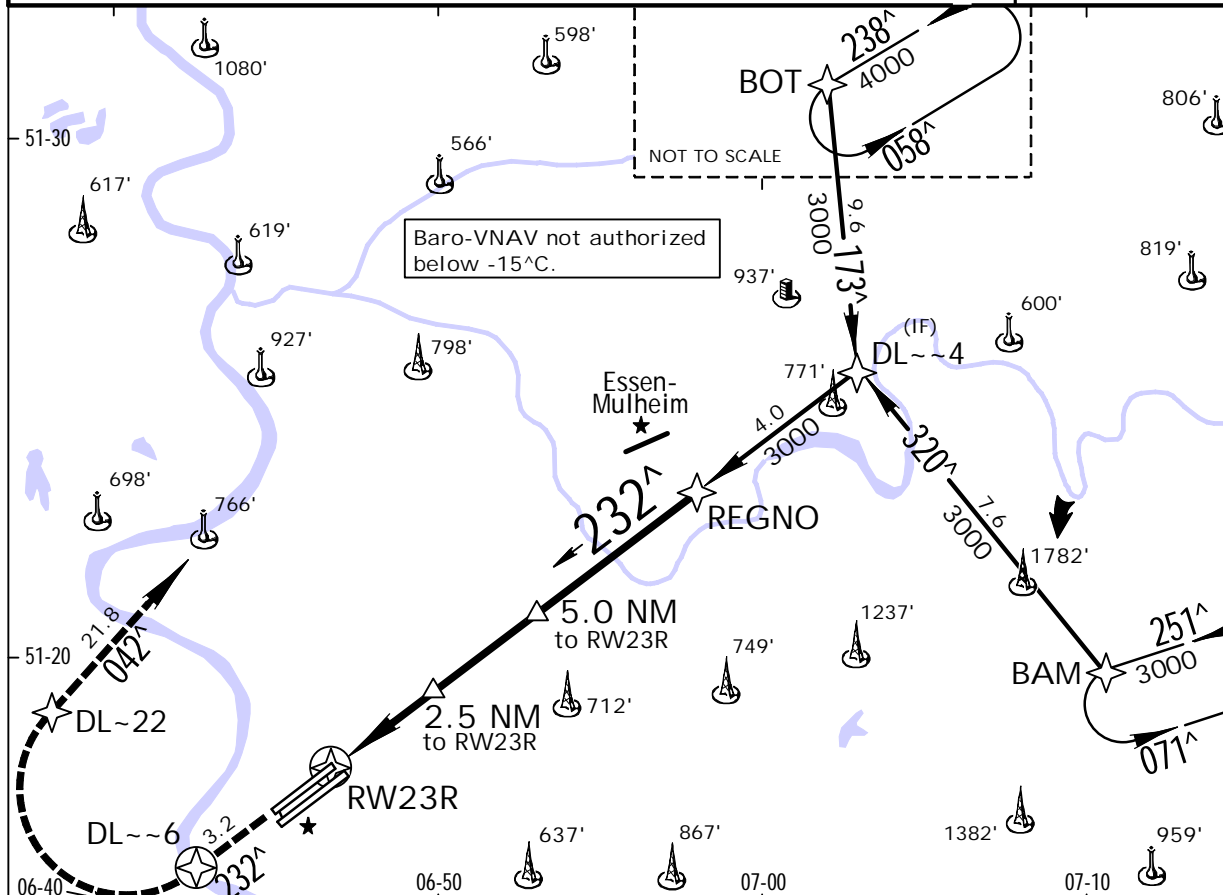 598'
1080'
238^
4000
BOT
806'
51-30
566'
NOT TO SCALE
058^
617'
619'
Baro-VNAV not authorized
below -15^C.
9.6
3000
173^
937'
819'
600'
(IF)
DL~~4
927'
798'
771'
Essen-
Mulheim
4.0
3000
320^
7.6
3000
698'
766'
232^
REGNO
1782'
5.0 NM
to RW23R
1237'
749'
251^
3000
BAM
071^
21.8
042^
51-20
DL~22
712'
2.5 NM
to RW23R
RW23R
DL~~6
3.2
232^
637'
867'
1382'
959'
06-40
06-50
07-00
07-10